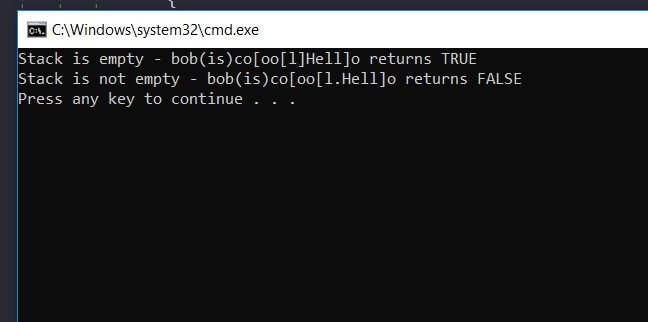 C:\Windows\system32\cmd.exe
Stack is empty - bob(is)co[oo[l]Hell]o returns TRUE
Stack is not empty - bob(is)co[oo[l.Hell]o returns FALSE
Press any key to continue . . .